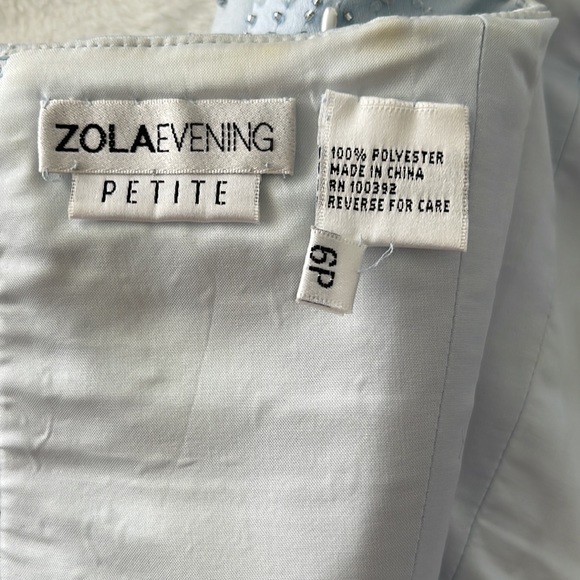 ZOLAEVENING
PETITE
100% POLYESTER
MADE IN CHINA
RN 100392
REVERSE FOR CARE
6P